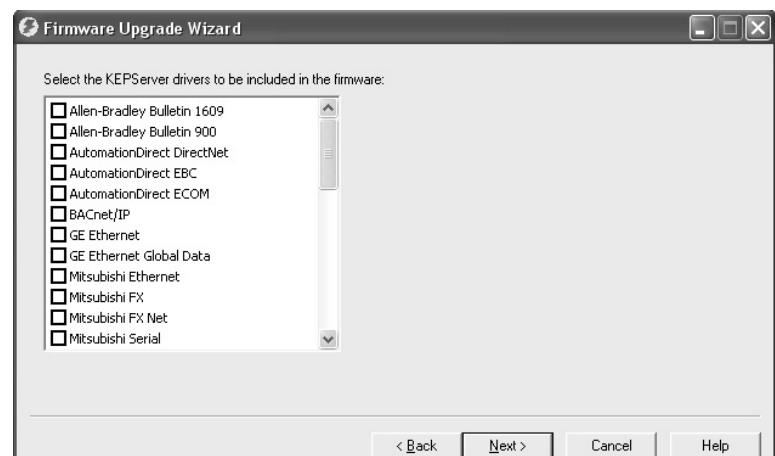 Firmware Upgrade Wizard
Select the KEPServer drivers to be included in the firmware:
Allen-Bradley Bulletin 1609
Allen-Bradley Bulletin 900
AutomationDirect DirectNet
AutomationDirect EBC
AutomationDirect ECOM
BACnet/IP
GE Ethernet
GE Ethernet Global Data
Mitsubishi Ethernet
Mitsubishi FX
Mitsubishi FX Net
Mitsubishi Serial
< Back Next > Cancel Help